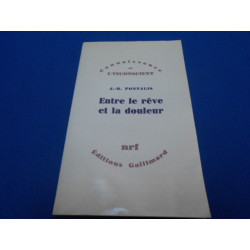 Connaissance
de
L'INCONSCIENT
J.-B. PONTALIS
Entre le rêve
et la douleur
nrf
Éditions Gallimard